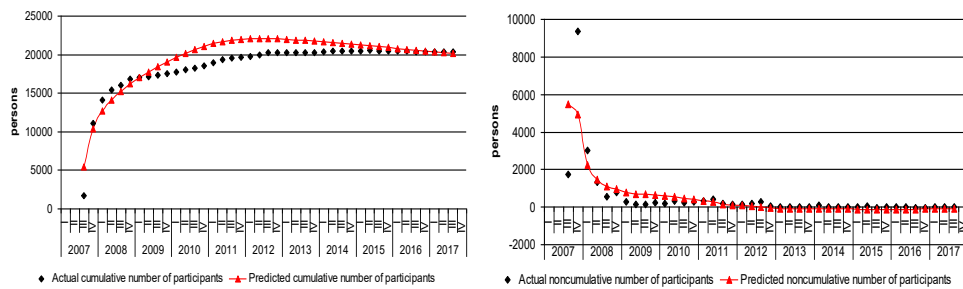 persons
25000
20000
15000
10000
5000
0
2007 2008 2009 2010 2011 2012 2013 2014 2015 2016 2017
Actual cumulative number of participants
Predicted cumulative number of participants
persons
10000
8000
6000
4000
2000
0
-2000
2007 2008 2009 2010 2011 2012 2013 2014 2015 2016 2017
Actual noncumulative number of participants
Predicted noncumulative number of participants